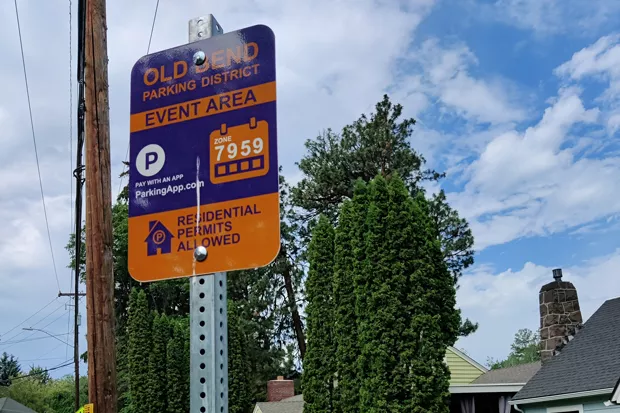 OLD BEND
PARKING DISTRICT
EVENT AREA
ZONE
7959
P
PAY WITH AN APP
ParkingApp.com
RESIDENTIAL
PERMITS
P
ALLOWED